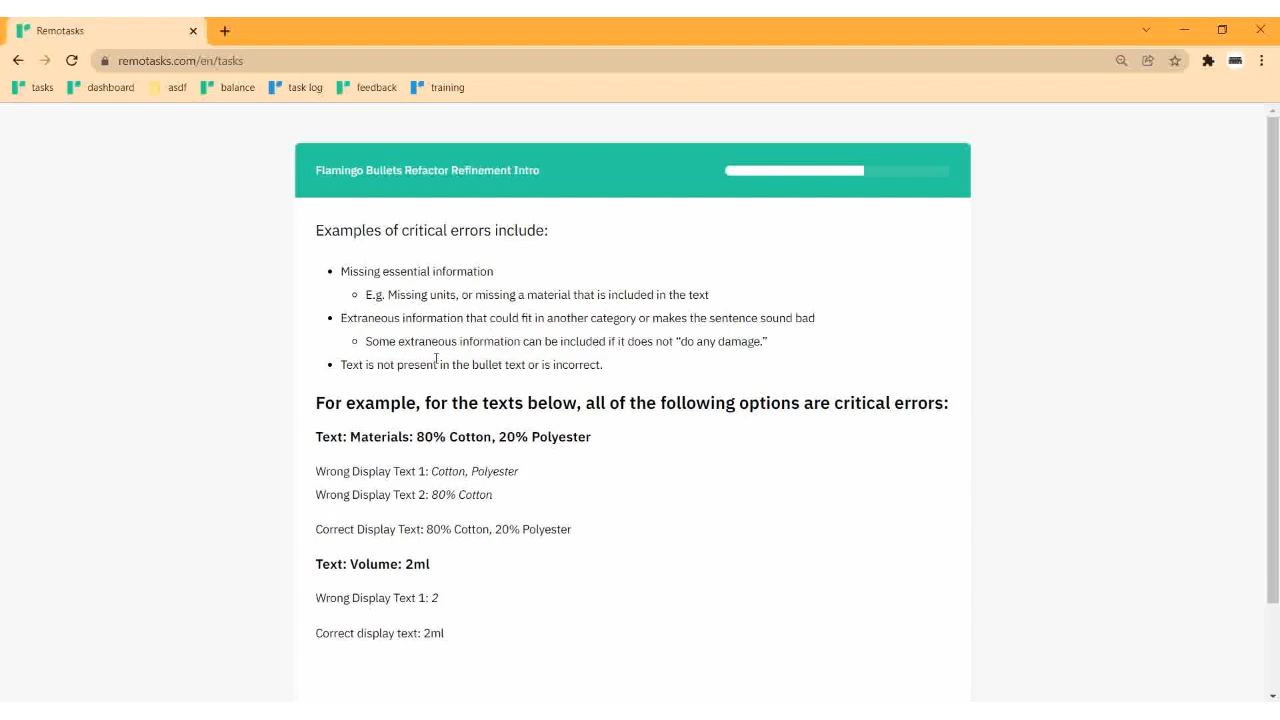 Remotasks
remotasks.com/en/tasks
tasks dashboard asdf balance task log feedback training
Flamingo Bullets Refactor Refinement Intro
Examples of critical errors include:
Missing essential information
E.g. Missing units, or missing a material that is included in the text
Extraneous information that could fit in another category or makes the sentence sound bad
Some extraneous information can be included if it does not “do any damage.”
Text is not present in the bullet text or is incorrect.
For example, for the texts below, all of the following options are critical errors:
Text: Materials: 80% Cotton, 20% Polyester
Wrong Display Text 1: Cotton, Polyester
Wrong Display Text 2: 80% Cotton
Correct Display Text: 80% Cotton, 20% Polyester
Text: Volume: 2ml
Wrong Display Text 1: 2
Correct display text: 2ml